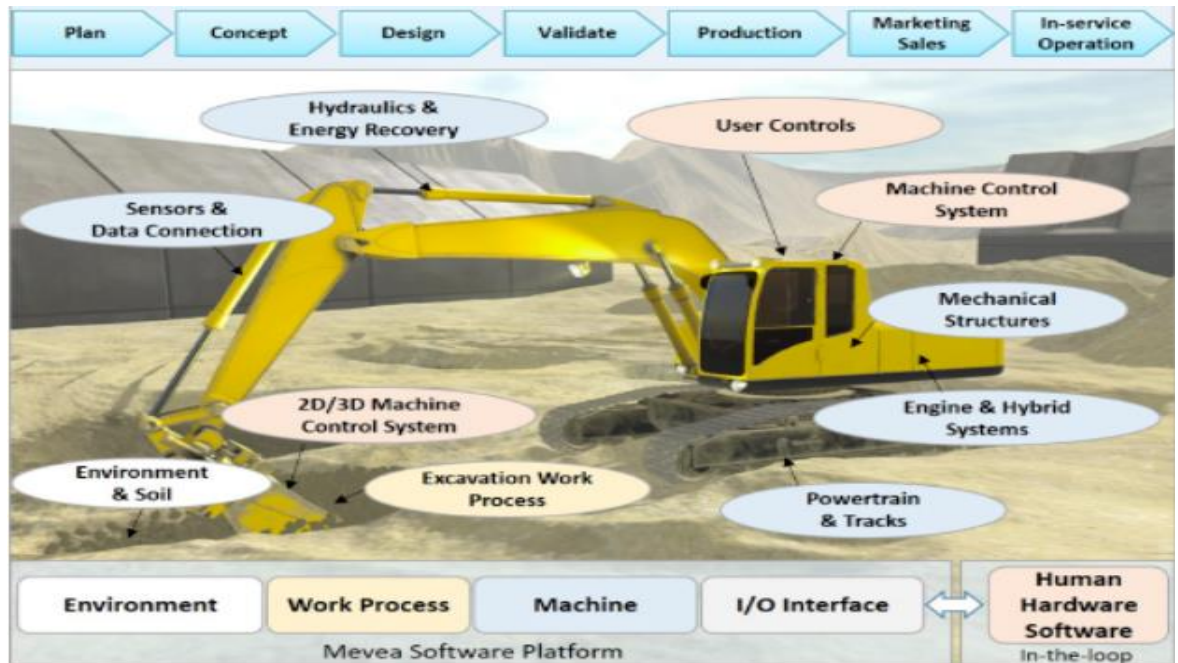 Plan
Concept
Design
Validate
Production
Marketing
Sales
In-service
Operation
Hydraulics &
Energy Recovery
User Controls
Machine Control
System
Sensors &
Data Connection
Mechanical
Structures
2D/3D Machine
Control System
Engine & Hybrid
Systems
Environment
& Soil
Excavation Work
Process
Powertrain
& Tracks
Environment
Work Process
Machine
I/O Interface
Human
Hardware
Software
Mevea Software Platform
In-the-loop